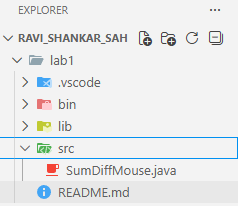 EXPLORER
RAVI_SHANKAR_SAH
lab1
.vscode
bin
lib
src
SumDiffMouse.java
README.md